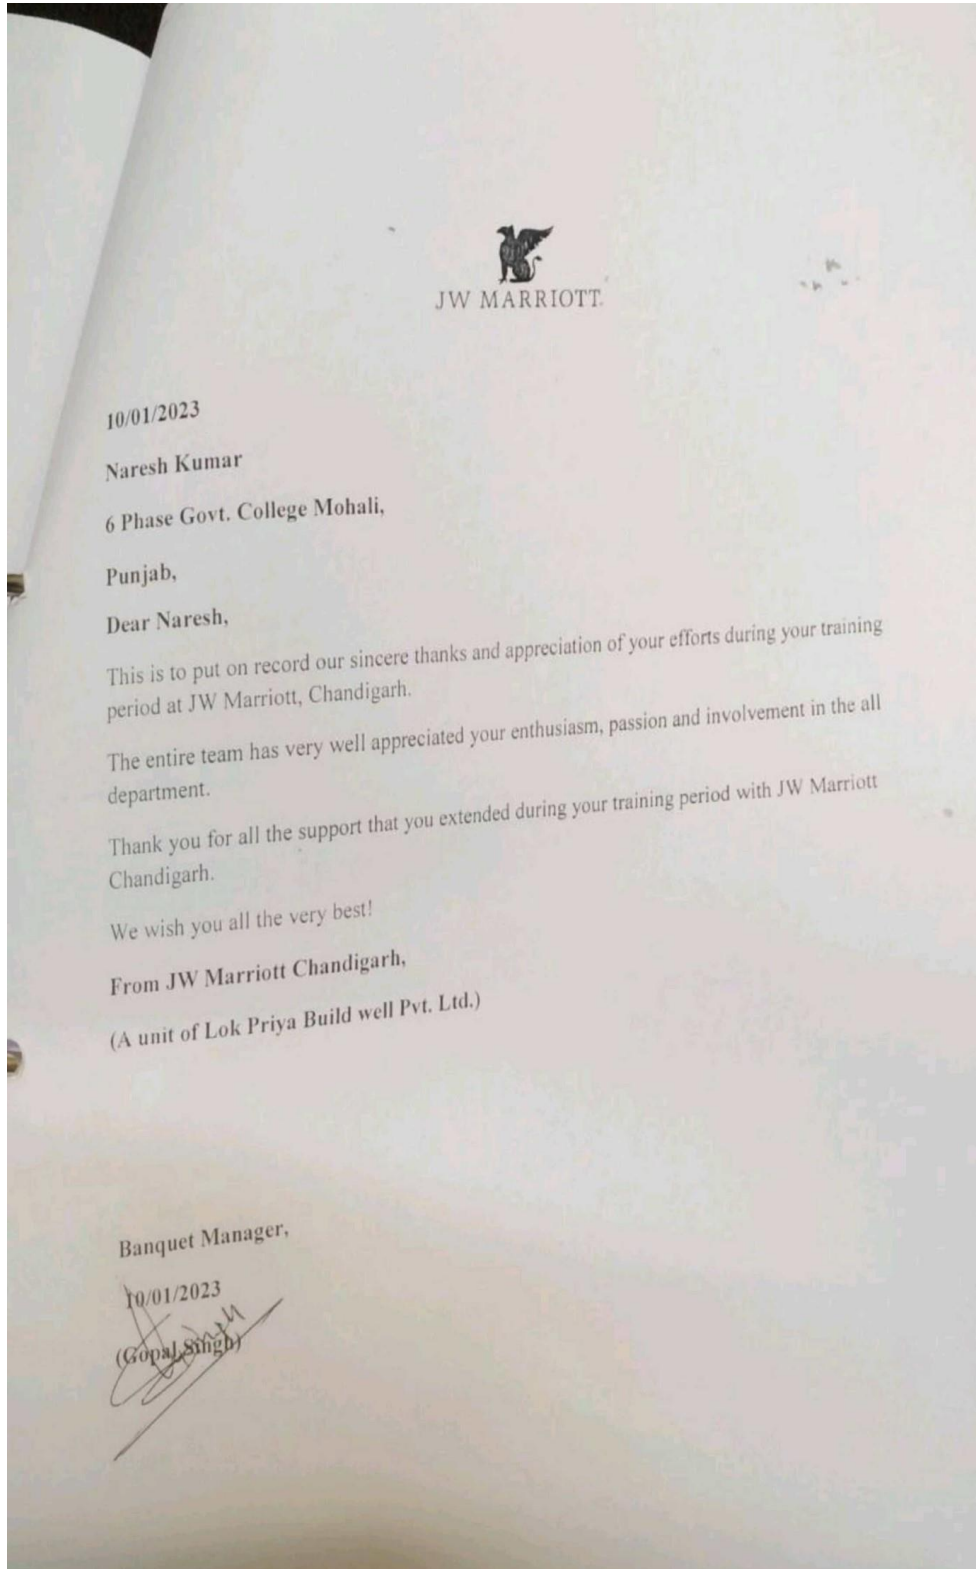 JW MARRIOTT.
10/01/2023
Naresh Kumar
6 Phase Govt. College Mohali,
Punjab,
Dear Naresh,
This is to put on record our sincere thanks and appreciation of your efforts during your training
period at JW Marriott, Chandigarh.
The entire team has very well appreciated your enthusiasm, passion and involvement in the all
department.
Thank you for all the support that you extended during your training period with JW Marriott
Chandigarh.
We wish you all the very best!
From JW Marriott Chandigarh,
(A unit of Lok Priya Build well Pvt. Ltd.)
Banquet Manager,
10/01/2023
(Gopal Singh)